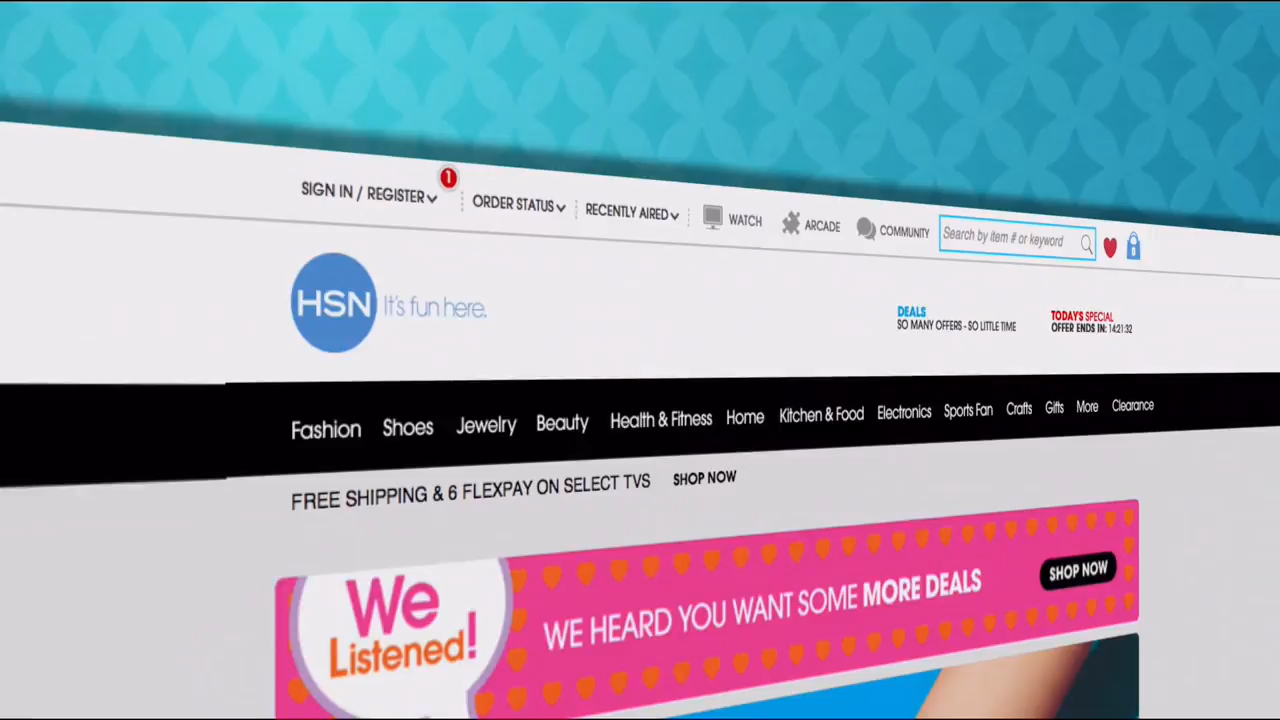 1
SIGN IN / REGISTER
ORDER STATUS
RECENTLY AIRED
WATCH
ARCADE
COMMUNITY
Search by item # or keyword
0
HSN It's fun here.
DEALS
SO MANY OFFERS - SO LITTLE TIME
TODAY'S SPECIAL
OFFER ENDS IN: 14:21:32
Fashion Shoes Jewelry Beauty Health & Fitness Home Kitchen & Food Electronics Sports Fan Crafts Gifts More Clearance
FREE SHIPPING & 6 FLEXPAY ON SELECT TVS SHOP NOW
We
Listened!
WE HEARD YOU WANT SOME MORE DEALS
SHOP NOW